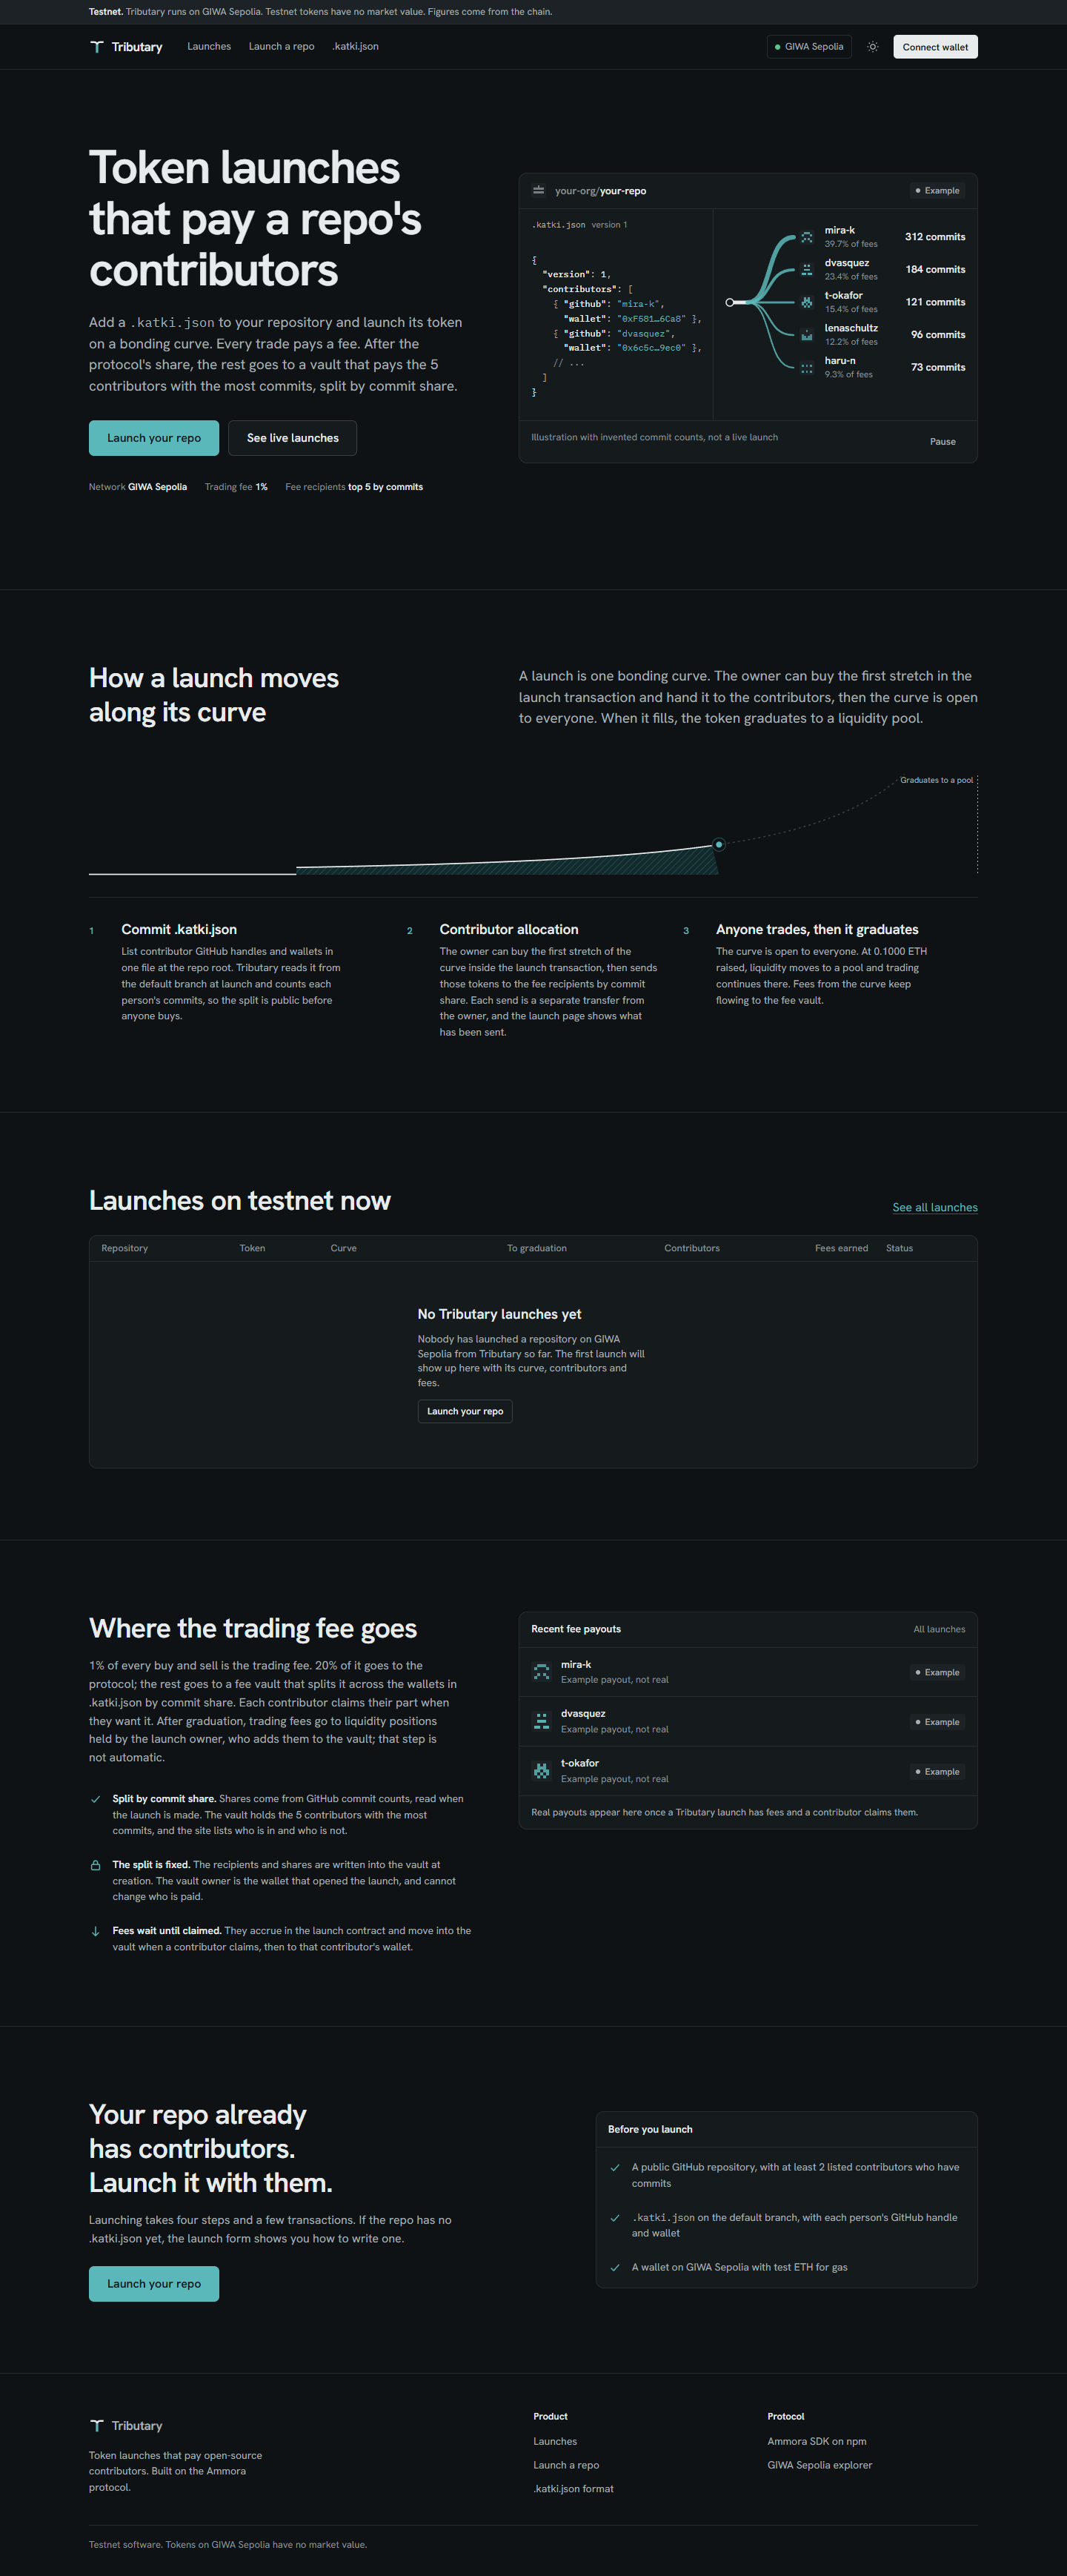 Testnet. Tributary runs on GIWA Sepolia. Testnet tokens have no market value. Figures come from the chain.
Tributary
Launches
Launch a repo
.katki.json
GIWA Sepolia
Connect wallet
Token launches
that pay a repo's
contributors
Add a .katki.json to your repository and launch its token
on a bonding curve. Every trade pays a fee. After the
protocol's share, the rest goes to a vault that pays the 5
contributors with the most commits, split by commit share.
Launch your repo
See live launches
Network GIWA Sepolia
Trading fee 1%
Fee recipients top 5 by commits
your-org/your-repo
Example
.katki.json version 1
{
"version": 1,
"contributors": [
{ "github": "mira-k",
"wallet": "0xF581…6Ca8" },
{ "github": "dvasquez",
"wallet": "0x6c5c…9ec0" },
// ...
]
}
mira-k
39.7% of fees
312 commits
dvasquez
23.4% of fees
184 commits
t-okafor
15.4% of fees
121 commits
lenaschultz
12.2% of fees
96 commits
haru-n
9.3% of fees
73 commits
Illustration with invented commit counts, not a live launch
Pause
How a launch moves
along its curve
A launch is one bonding curve. The owner can buy the first stretch in the
launch transaction and hand it to the contributors, then the curve is open
to everyone. When it fills, the token graduates to a liquidity pool.
Graduates to a pool
1
Commit .katki.json
List contributor GitHub handles and wallets in
one file at the repo root. Tributary reads it from
the default branch at launch and counts each
person's commits, so the split is public before
anyone buys.
2
Contributor allocation
The owner can buy the first stretch of the
curve inside the launch transaction, then sends
those tokens to the fee recipients by commit
share. Each send is a separate transfer from
the owner, and the launch page shows what
has been sent.
3
Anyone trades, then it graduates
The curve is open to everyone. At 0.1000 ETH
raised, liquidity moves to a pool and trading
continues there. Fees from the curve keep
flowing to the fee vault.
Launches on testnet now
See all launches
Repository
Token
Curve
To graduation
Contributors
Fees earned
Status
No Tributary launches yet
Nobody has launched a repository on GIWA
Sepolia from Tributary so far. The first launch will
show up here with its curve, contributors and
fees.
Launch your repo
Where the trading fee goes
1% of every buy and sell is the trading fee. 20% of it goes to the
protocol; the rest goes to a fee vault that splits it across the wallets in
.katki.json by commit share. Each contributor claims their part when
they want it. After graduation, trading fees go to liquidity positions
held by the launch owner, who adds them to the vault; that step is
not automatic.
Split by commit share. Shares come from GitHub commit counts, read when
the launch is made. The vault holds the 5 contributors with the most
commits, and the site lists who is in and who is not.
The split is fixed. The recipients and shares are written into the vault at
creation. The vault owner is the wallet that opened the launch, and cannot
change who is paid.
Fees wait until claimed. They accrue in the launch contract and move into the
vault when a contributor claims, then to that contributor's wallet.
Recent fee payouts
All launches
mira-k
Example payout, not real
Example
dvasquez
Example payout, not real
Example
t-okafor
Example payout, not real
Example
Real payouts appear here once a Tributary launch has fees and a contributor claims them.
Your repo already
has contributors.
Launch it with them.
Launching takes four steps and a few transactions. If the repo has no
.katki.json yet, the launch form shows you how to write one.
Launch your repo
Before you launch
A public GitHub repository, with at least 2 listed contributors who have
commits
.katki.json on the default branch, with each person's GitHub handle
and wallet
A wallet on GIWA Sepolia with test ETH for gas
Tributary
Token launches that pay open-source
contributors. Built on the Ammora
protocol.
Product
Launches
Launch a repo
.katki.json format
Protocol
Ammora SDK on npm
GIWA Sepolia explorer
Testnet software. Tokens on GIWA Sepolia have no market value.